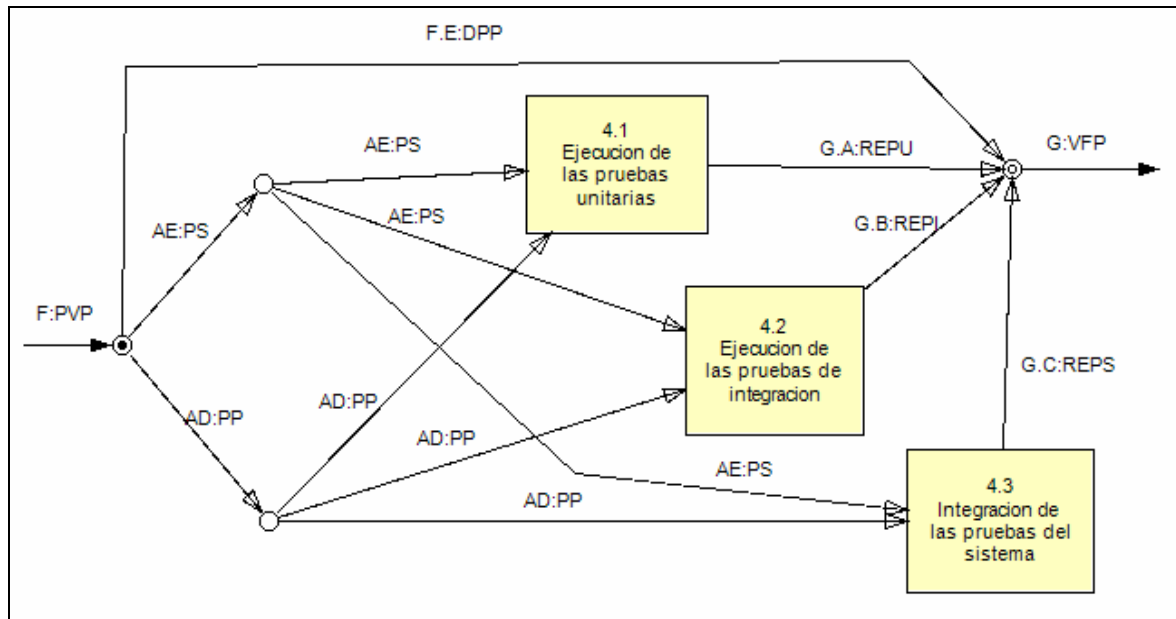 F.E:DPP
4.1
Ejecucion de
las pruebas
unitarias
AE:PS
G.A:REPU
G:VFP
AE:PS
AE:PS
G.B:REPI
F:PVP
4.2
Ejecucion de
las pruebas de
integracion
G.C:REPS
AD:PP
AD:PP
AD:PP
AE:PS
AD:PP
4.3
Integracion de
las pruebas del
sistema